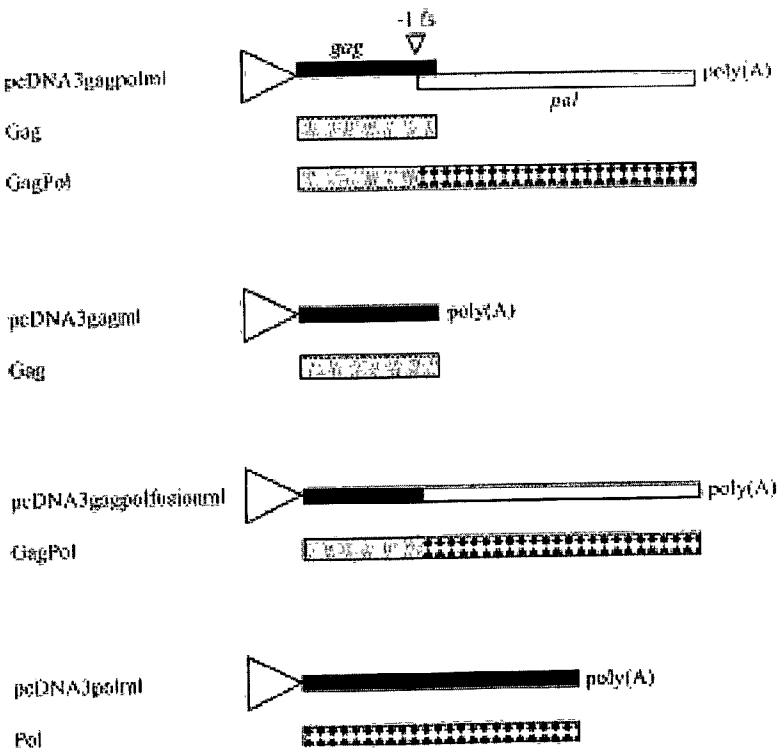 -1 fs
gag
pcDNA3gagpolml
poly(A)
pol
Gag
GagPol
pcDNA3gagml
poly(A)
Gag
pcDNA3gagpolfusionml
poly(A)
GagPol
pcDNA3polml
poly(A)
Pol